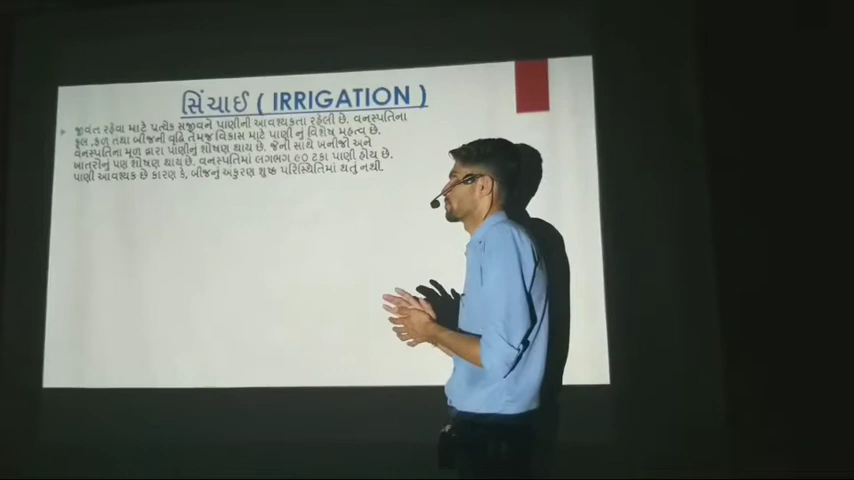 સિંચાઈ ( IRRIGATION )
જીવંત રહેવા માટે પ્રત્યેક સજીવને પાણીની આવશ્યકતા રહેલી છે. વનસ્પતિના
ફૂલ ,ફળ તથા બીજની વૃદ્ધિ તેમજ વિકાસ માટે પાણી નું વિશેષ મહત્વ છે.
વનસ્પતિના મૂળ દ્વારા પાણીનું શોષણ થાય છે. જેની સાથે ખનીજો અને
ખાતરોનું પણ શોષણ થાય છે. વનસ્પતિમાં લગભગ ૯૦ ટકા પાણી હોય છે.
પાણી આવશ્યક છે કારણ કે, બીજનું અંકુરણ શુષ્ક પરિસ્થિતિમાં થતું નથી.